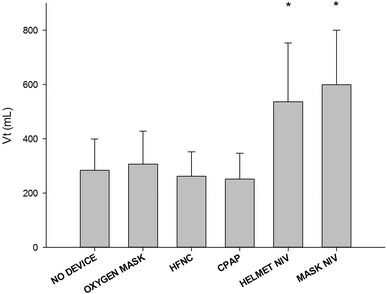 * *
800
600
400
200
0
Vt (mL)
NO DEVICE
OXYGEN MASK
HFNC
CPAP
HELMET NIV
MASK NIV